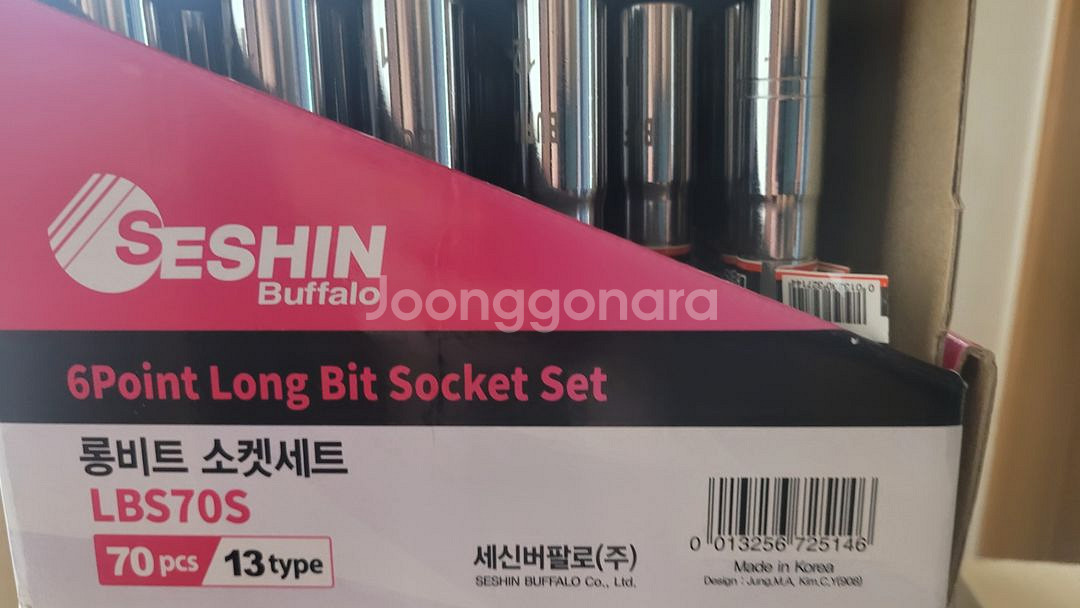 SESHIN
Buffalo
Joonggonara
6Point Long Bit Socket Set
롱비트 소켓세트
LBS70S
70 pcs 13 type
세신버팔로(주)
SESHIN BUFFALO Co., Ltd.
0 013256 725146
Made in Korea
Design : Jung,M,A, Kim,C,Y(908)